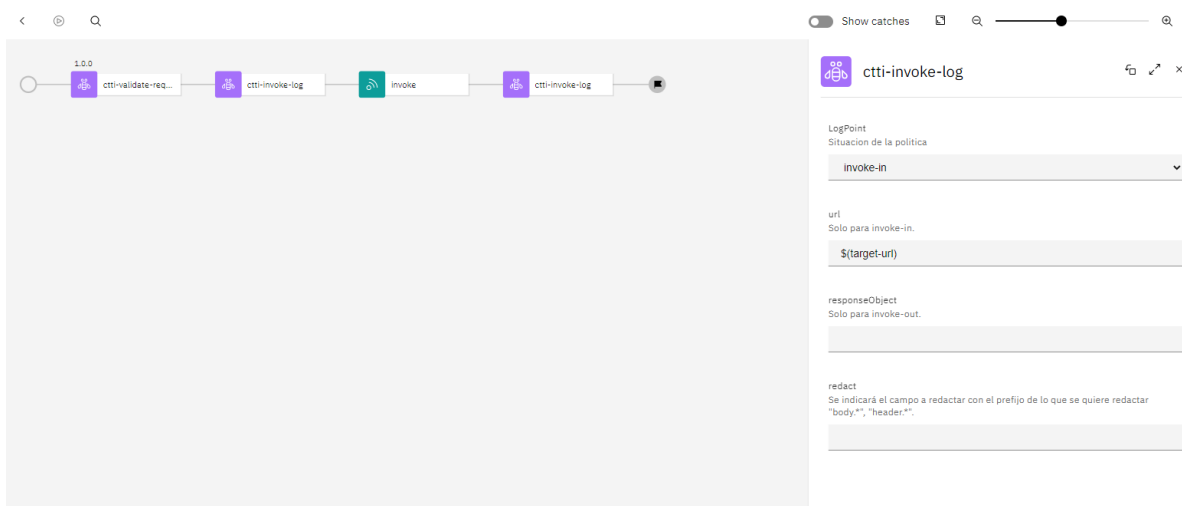 Show catches
1.0.0
ctti-validate-req...
ctti-invoke-log
invoke
ctti-invoke-log
ctti-invoke-log
LogPoint
Situacion de la politica
invoke-in
url
Solo para invoke-in.
$(target-url)
responseObject
Solo para invoke-out.
redact
Se indicará el campo a redactar con el prefijo de lo que se quiere redactar
"body.*", "header.*".